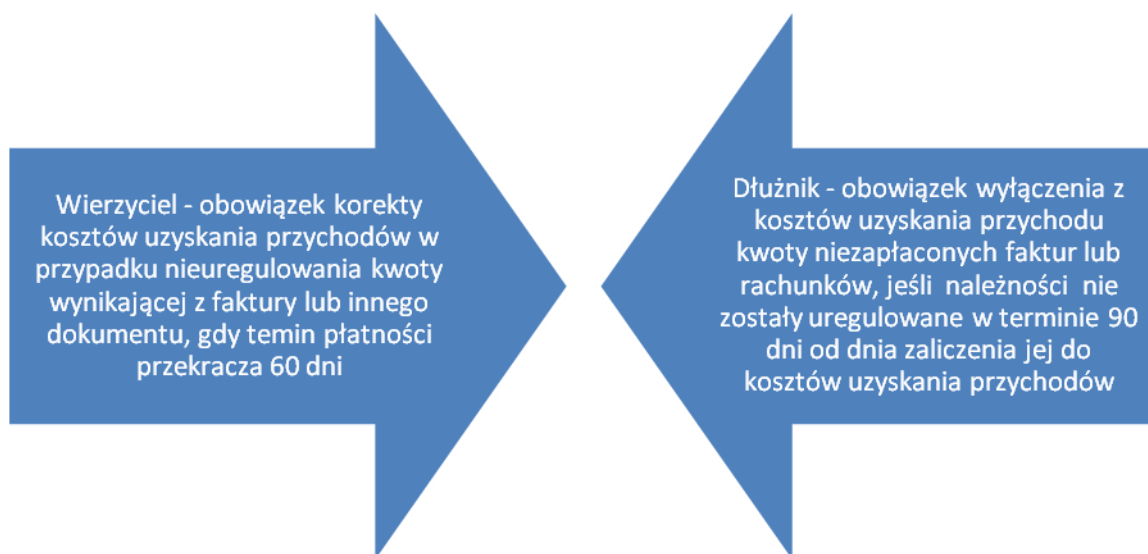 Wierzyciel - obowiązek korekty
kosztów uzyskania przychodów w
przypadku nieuregulowania kwoty
wynikającej z faktury lub innego
dokumentu, gdy temin płatności
przekracza 60 dni
Dłużnik - obowiązek wyłączenia z
kosztów uzyskania przychodu
kwoty niezapłaconych faktur lub
rachunków, jeśli należności nie
zostały uregulowane w terminie 90
dni od dnia zaliczenia jej do
kosztów uzyskania przychodów